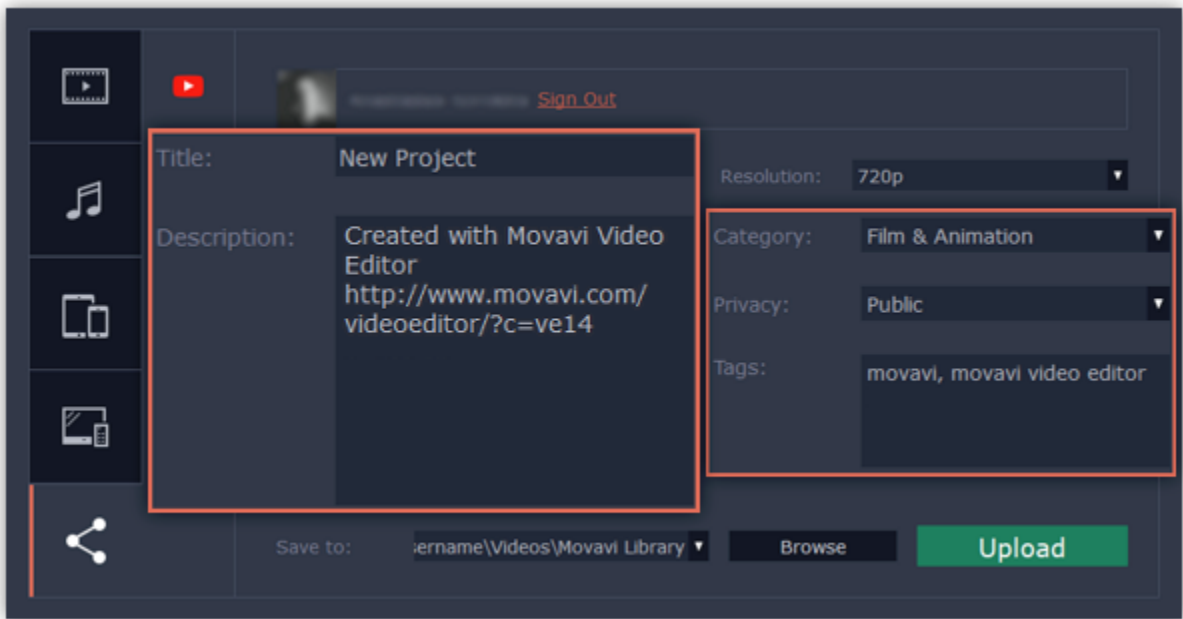 Sign Out
Title:
New Project
Description:
Created with Movavi Video
Editor
http://www.movavi.com/
videoeditor/?c=ve14
Resolution:
720p
Category:
Film & Animation
Privacy:
Public
Tags:
movavi, movavi video editor
Save to:
sername\Videos\Movavi Library
Browse
Upload